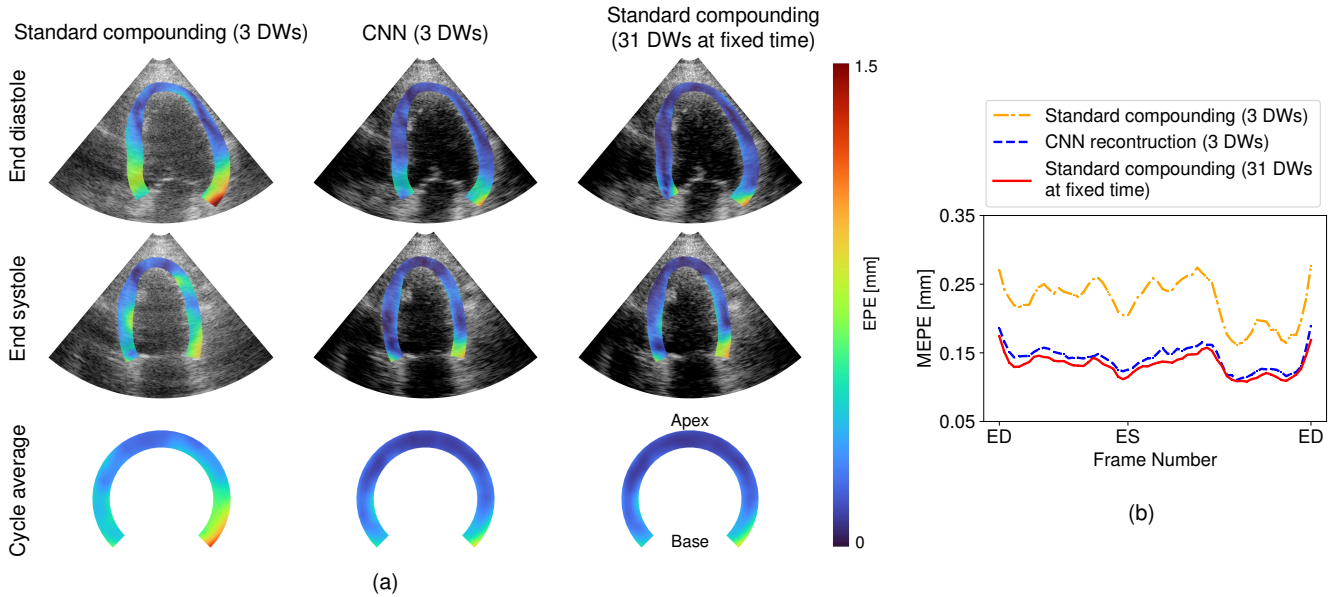 Standard compounding (3 DWs)
CNN (3 DWs)
Standard compounding
(31 DWs at fixed time)
End diastole
End systole
Cycle average
Apex
Base
1.5
EPE [mm]
0
(a)
Standard compounding (3 DWs)
CNN recontruction (3 DWs)
Standard compounding (31 DWs
at fixed time)
0.35
0.25
0.15
0.05
MEPE [mm]
ED
ES
ED
Frame Number
(b)